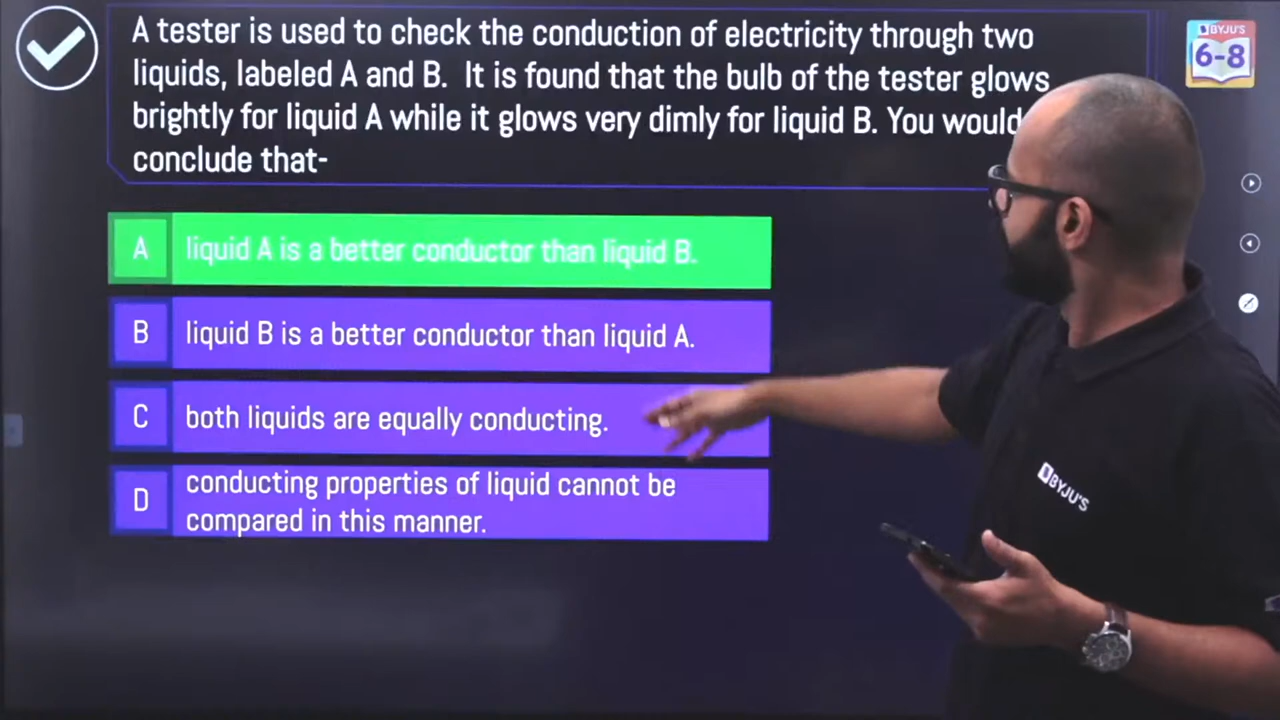 A tester is used to check the conduction of electricity through two
liquids, labeled A and B. It is found that the bulb of the tester glows
brightly for liquid A while it glows very dimly for liquid B. You would
conclude that-
BYJU'S
6-8
A liquid A is a better conductor than liquid B.
B liquid B is a better conductor than liquid A.
C both liquids are equally conducting.
D conducting properties of liquid cannot be
compared in this manner.
BYJU'S